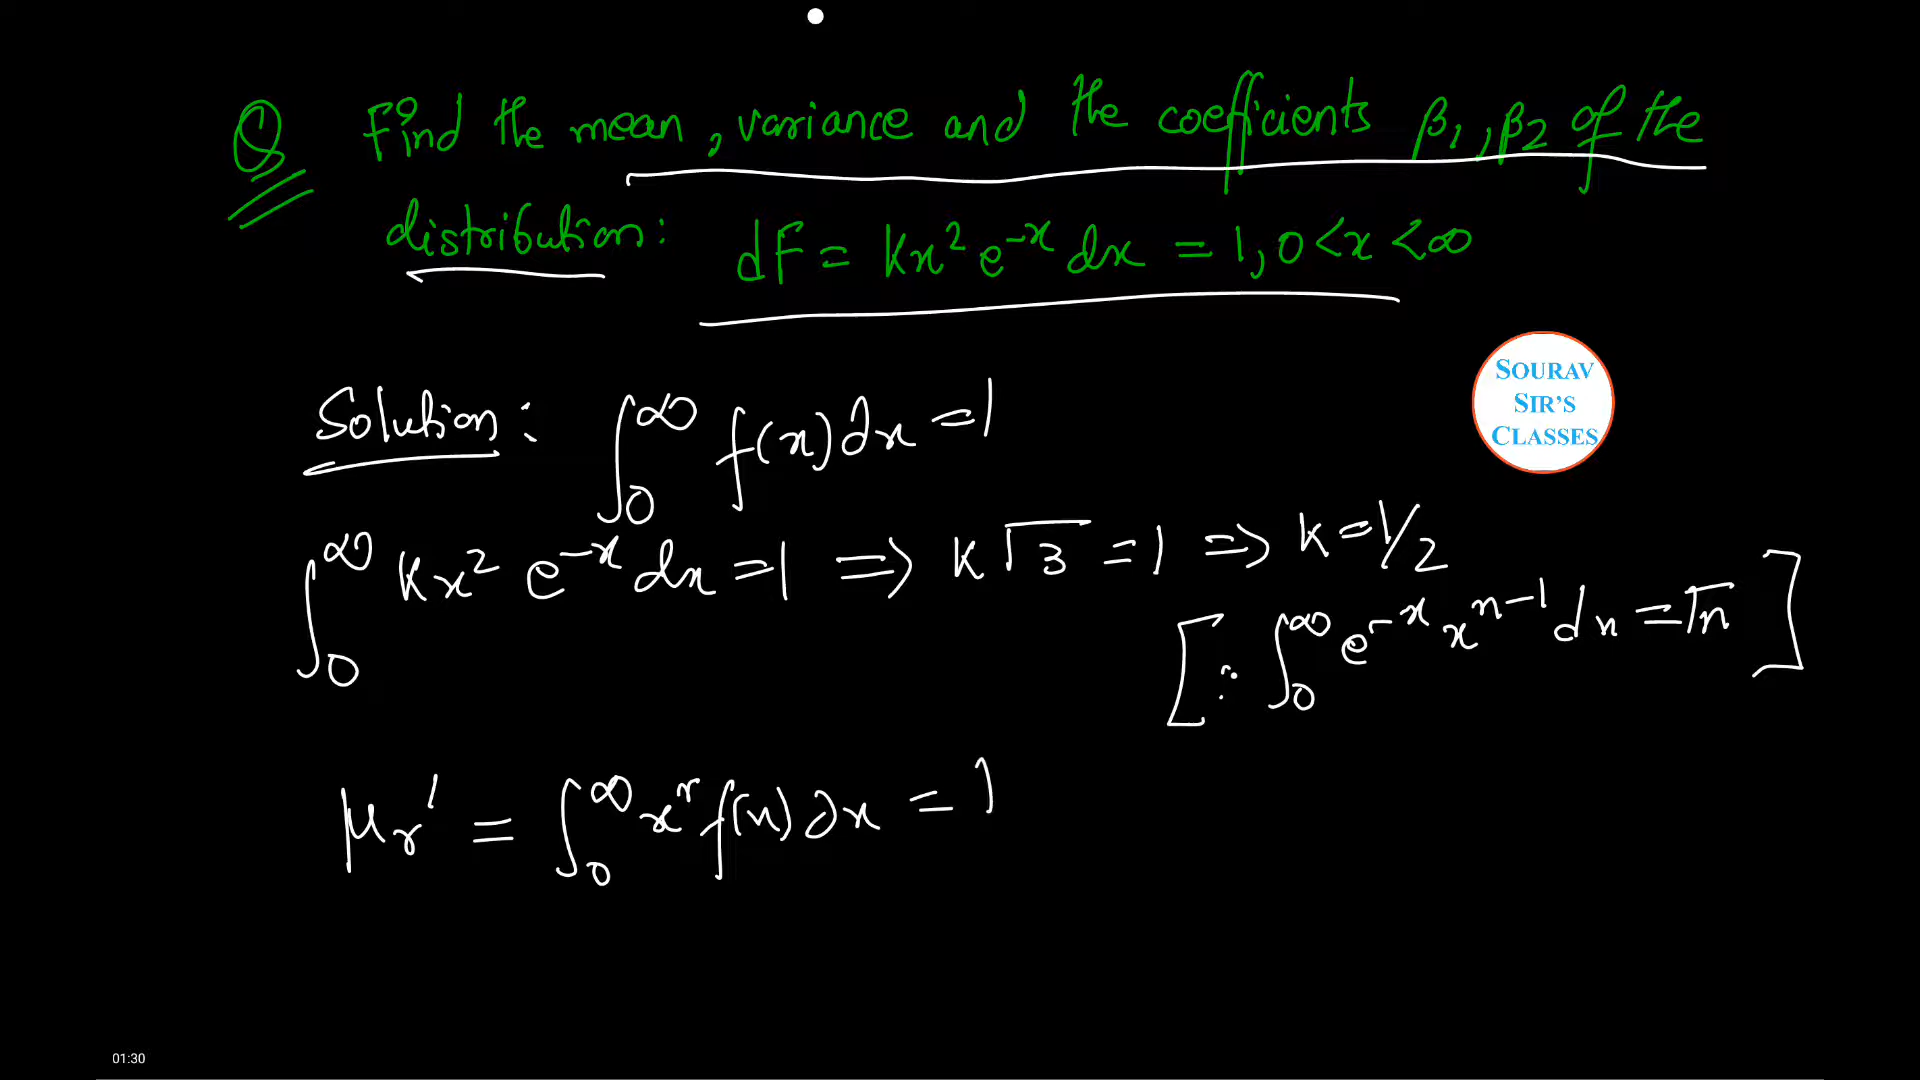 Q Find the mean, variance and the coefficients β₁, β₂ of the
distribution: dF = kx² e⁻ˣ dx = 1, 0 < x < ∞
SOURAV
SIR'S
CLASSES
Solution: ∫₀^∞ f(x) dx = 1
∫₀^∞ kx² e⁻ˣ dx = 1 ⇒ k Γ3 = 1 ⇒ k = 1/2
[∵ ∫₀^∞ e⁻ˣ xⁿ⁻¹ dx = Γn]
μᵣ' = ∫₀^∞ xʳ f(x) dx = 1
01:30